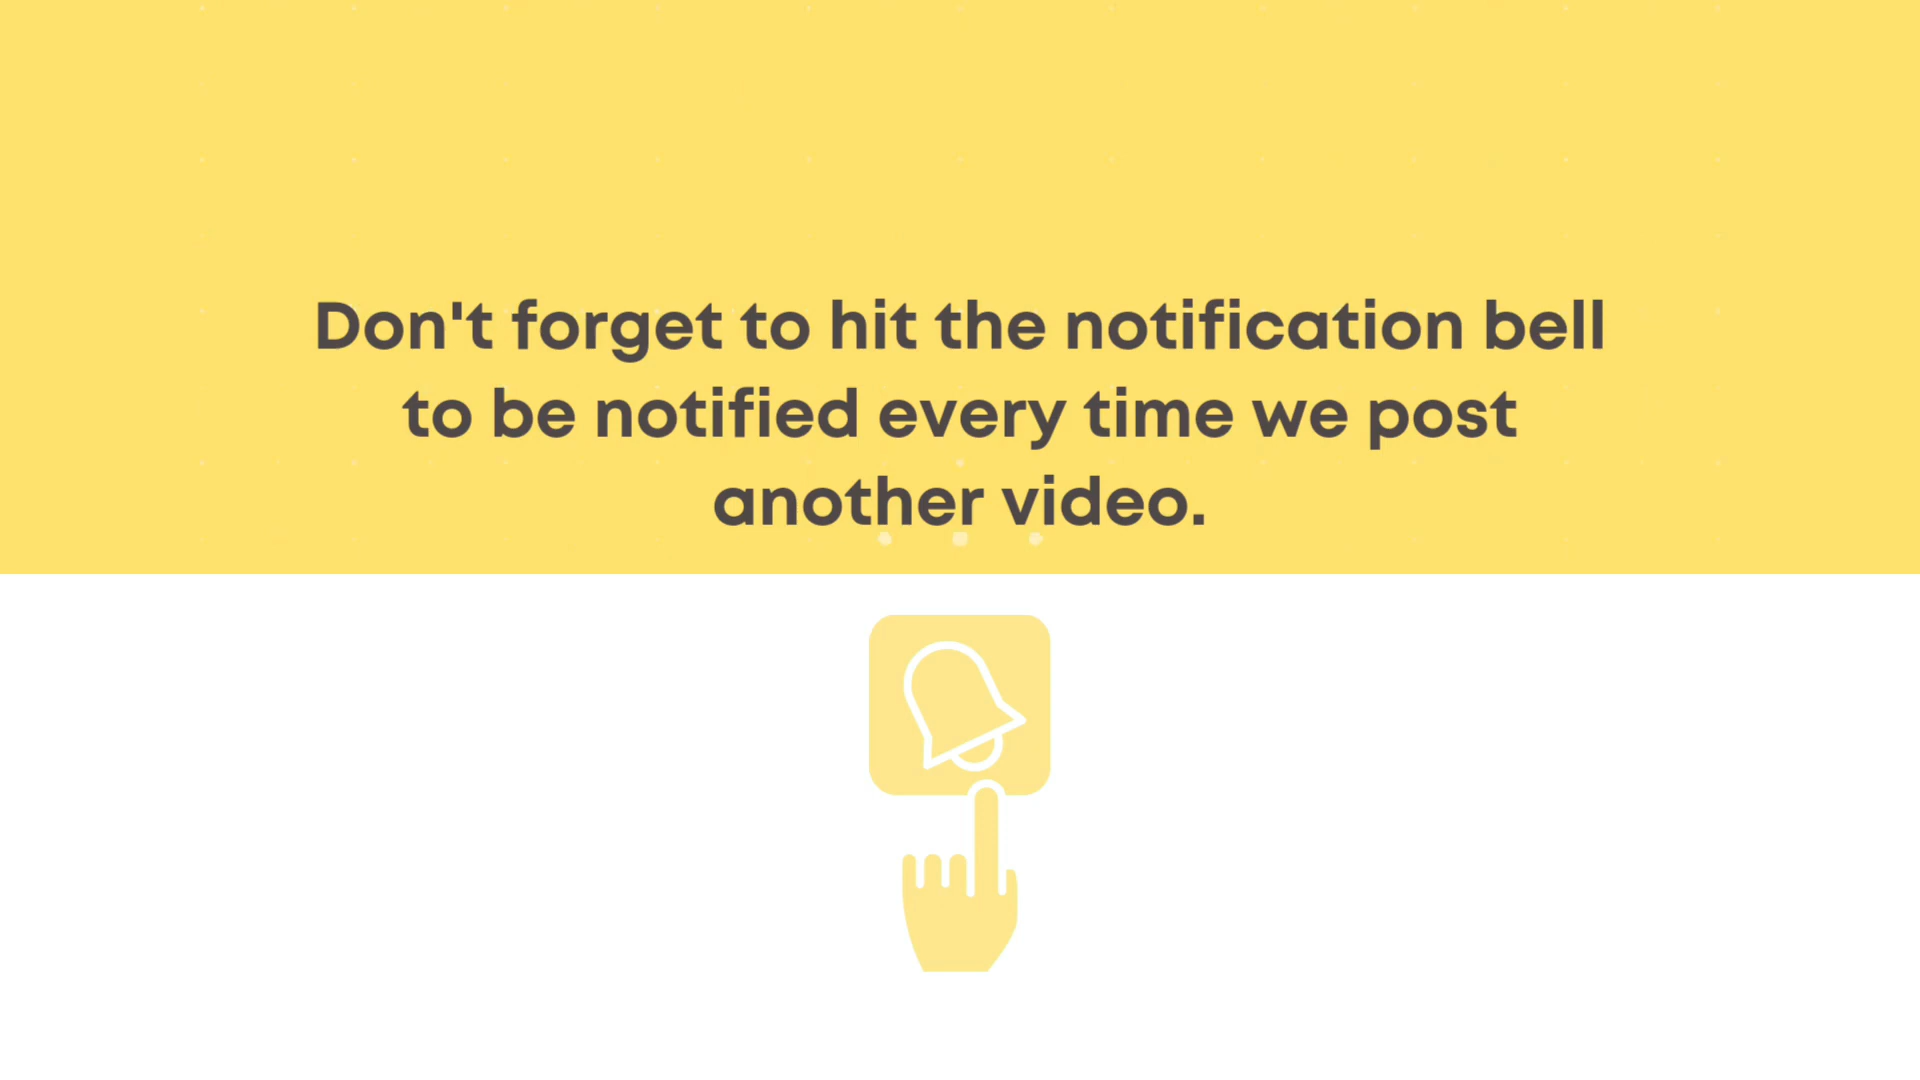 Don't forget to hit the notification bell
to be notified every time we post
another video.